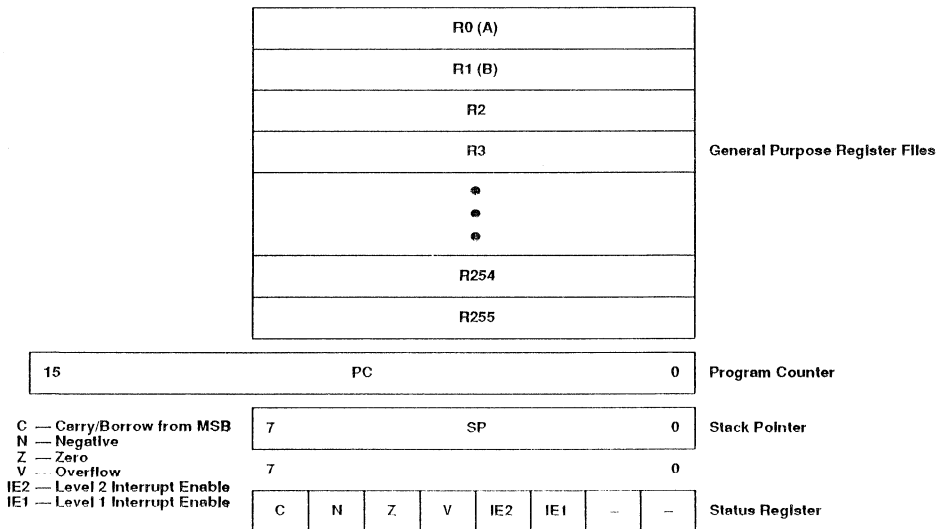 R0 (A)
R1 (B)
R2
R3
General Purpose Register Files
R254
R255
15 PC 0 Program Counter
C — Carry/Borrow from MSB
N — Negative
Z — Zero
V — Overflow
IE2 — Level 2 Interrupt Enable
IE1 — Level 1 Interrupt Enable
7 SP 0 Stack Pointer
7 0
C N Z V IE2 IE1 – – Status Register